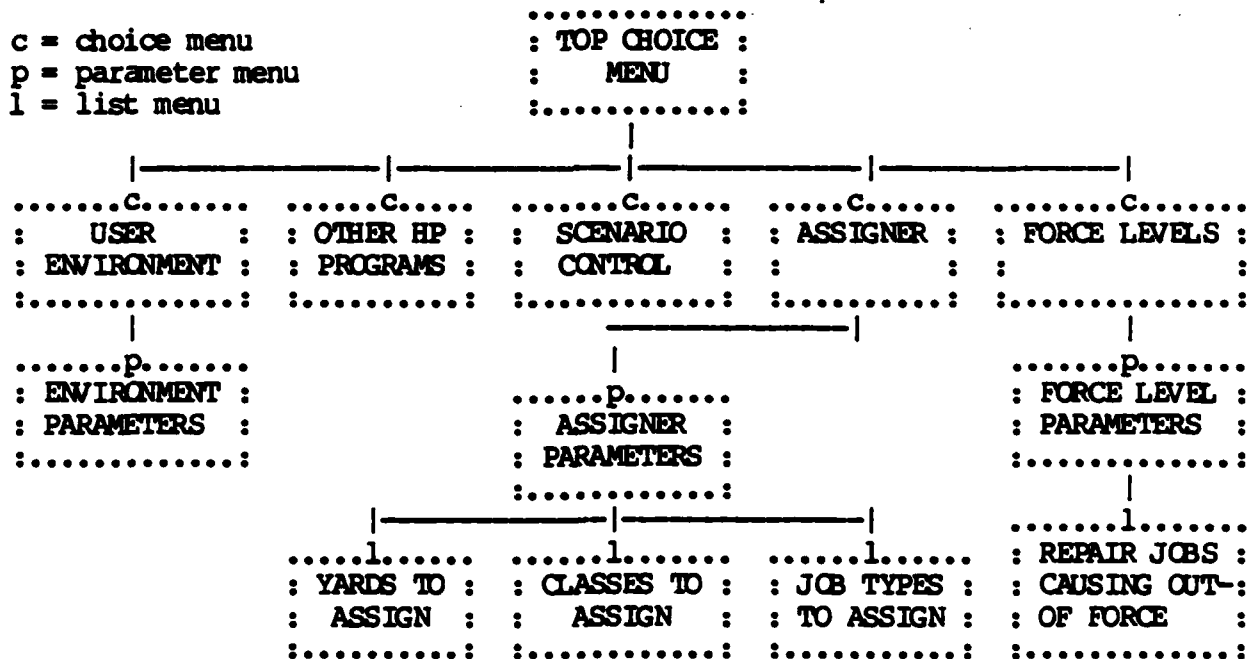 c = choice menu
p = parameter menu
l = list menu
TOP CHOICE
MENU
c
USER
ENVIRONMENT
c
OTHER HP
PROGRAMS
c
SCENARIO
CONTROL
c
ASSIGNER
c
FORCE LEVELS
p
ENVIRONMENT
PARAMETERS
p
ASSIGNER
PARAMETERS
p
FORCE LEVEL
PARAMETERS
l
YARDS TO
ASSIGN
l
CLASSES TO
ASSIGN
l
JOB TYPES
TO ASSIGN
l
REPAIR JOBS
CAUSING OUT-
OF FORCE